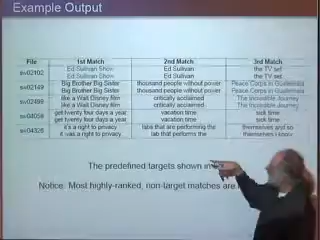 Example Output
File 1st Match 2nd Match 3rd Match
sw02102 Ed Sullivan Show Ed Sullivan the TV set
Ed Sullivan Show Ed Sullivan the TV set
sw02149 Big Brother Big Sister thousand people without power Peace Corps in Guatemala
Big Brother Big Sister thousand people without power Peace Corps in Guatemala
sw02499 like a Walt Disney film critically acclaimed The Incredible Journey
like a Walt Disney film critically acclaimed The Incredible Journey
sw04059 get twenty four days a year vacation time sick time
get twenty four days a year vacation time sick time
sw04326 it's a right to privacy labs that are performing the themselves and so
it was a right to privacy lab that performs the themselves I know
The predefined targets shown in
Notice: Most highly-ranked, non-target matches are